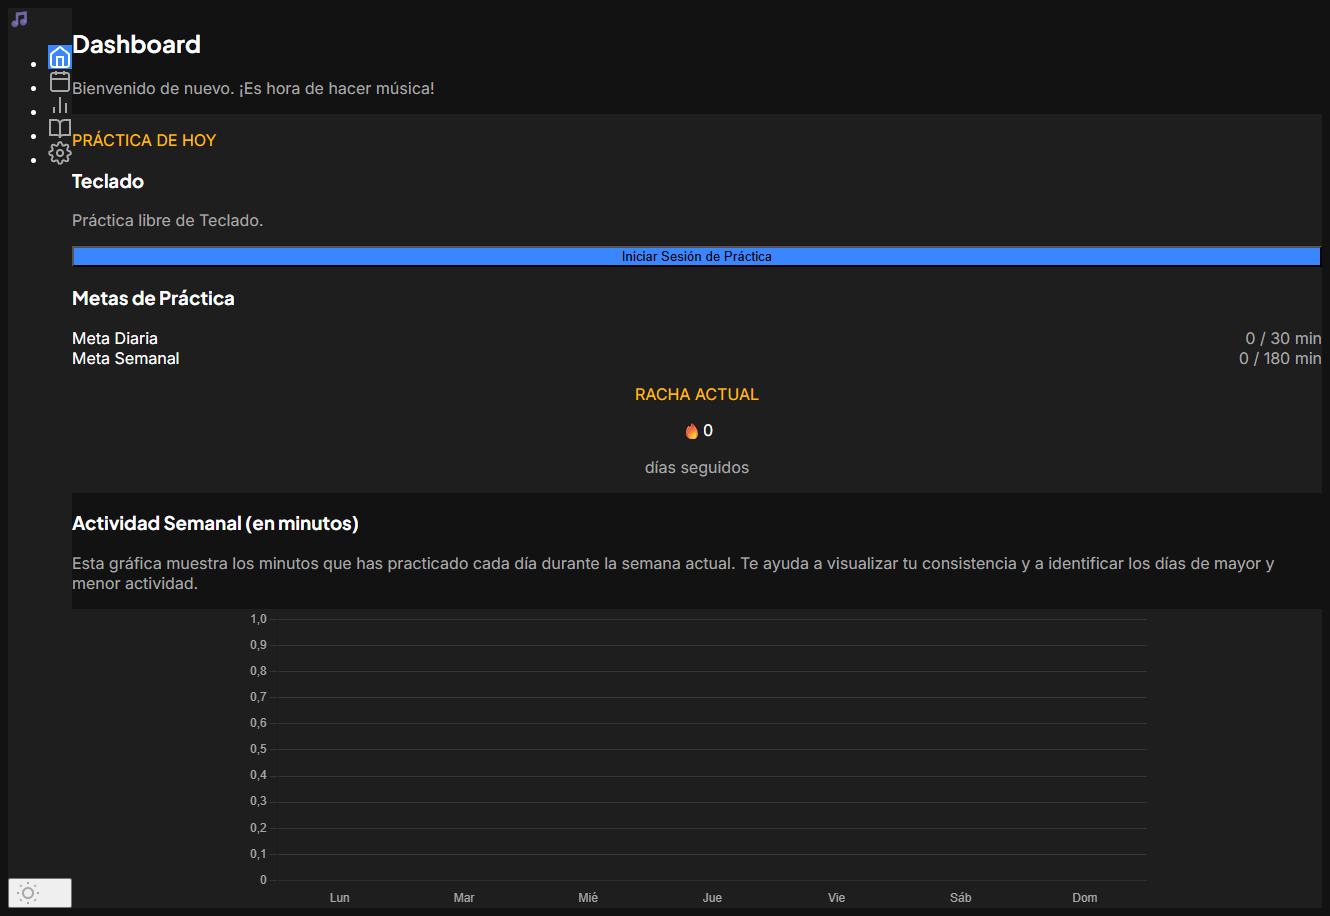 Dashboard
Bienvenido de nuevo. ¡Es hora de hacer música!
PRÁCTICA DE HOY
Teclado
Práctica libre de Teclado.
Iniciar Sesión de Práctica
Metas de Práctica
Meta Diaria 0 / 30 min
Meta Semanal 0 / 180 min
RACHA ACTUAL
🔥 0
días seguidos
Actividad Semanal (en minutos)
Esta gráfica muestra los minutos que has practicado cada día durante la semana actual. Te ayuda a visualizar tu consistencia y a identificar los días de mayor y
menor actividad.
1,0
0,9
0,8
0,7
0,6
0,5
0,4
0,3
0,2
0,1
0
Lun Mar Mié Jue Vie Sáb Dom